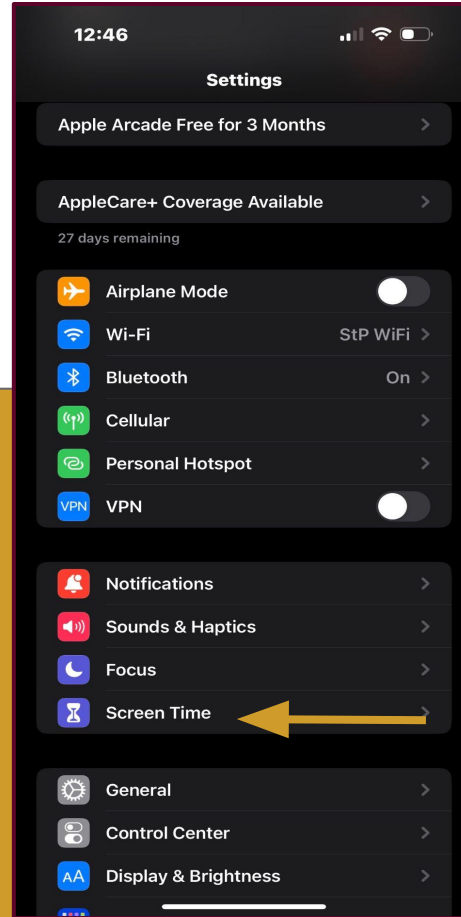 12:46
Settings
Apple Arcade Free for 3 Months
AppleCare+ Coverage Available
27 days remaining
Airplane Mode
Wi-Fi StP WiFi
Bluetooth On
Cellular
Personal Hotspot
VPN VPN
Notifications
Sounds & Haptics
Focus
Screen Time
General
Control Center
AA Display & Brightness